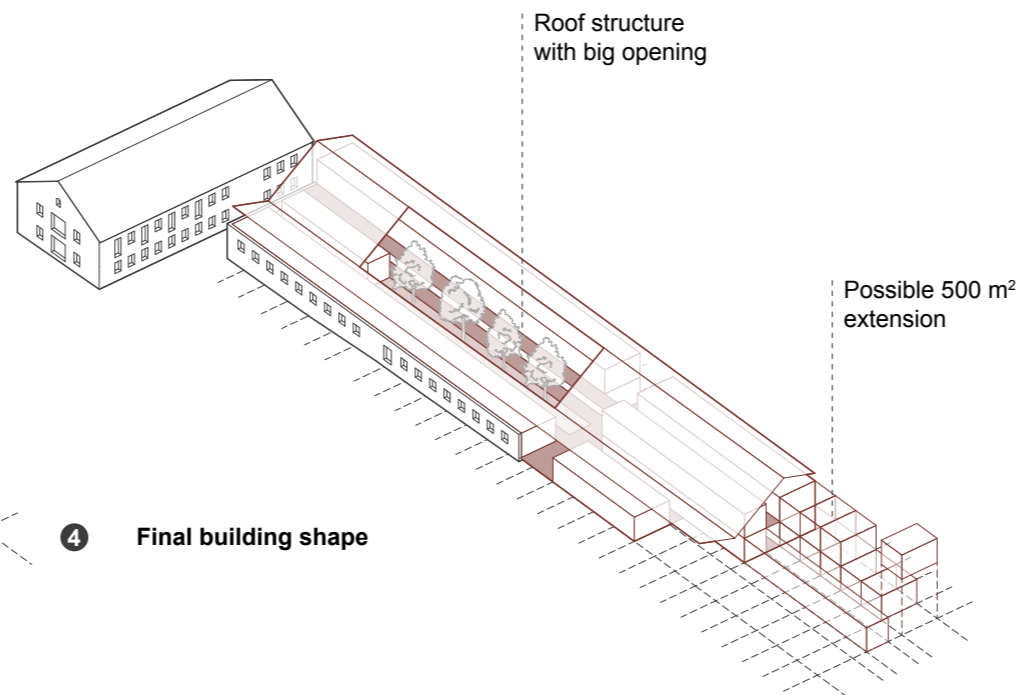 Roof structure
with big opening
Possible 500 m²
extension
4 Final building shape